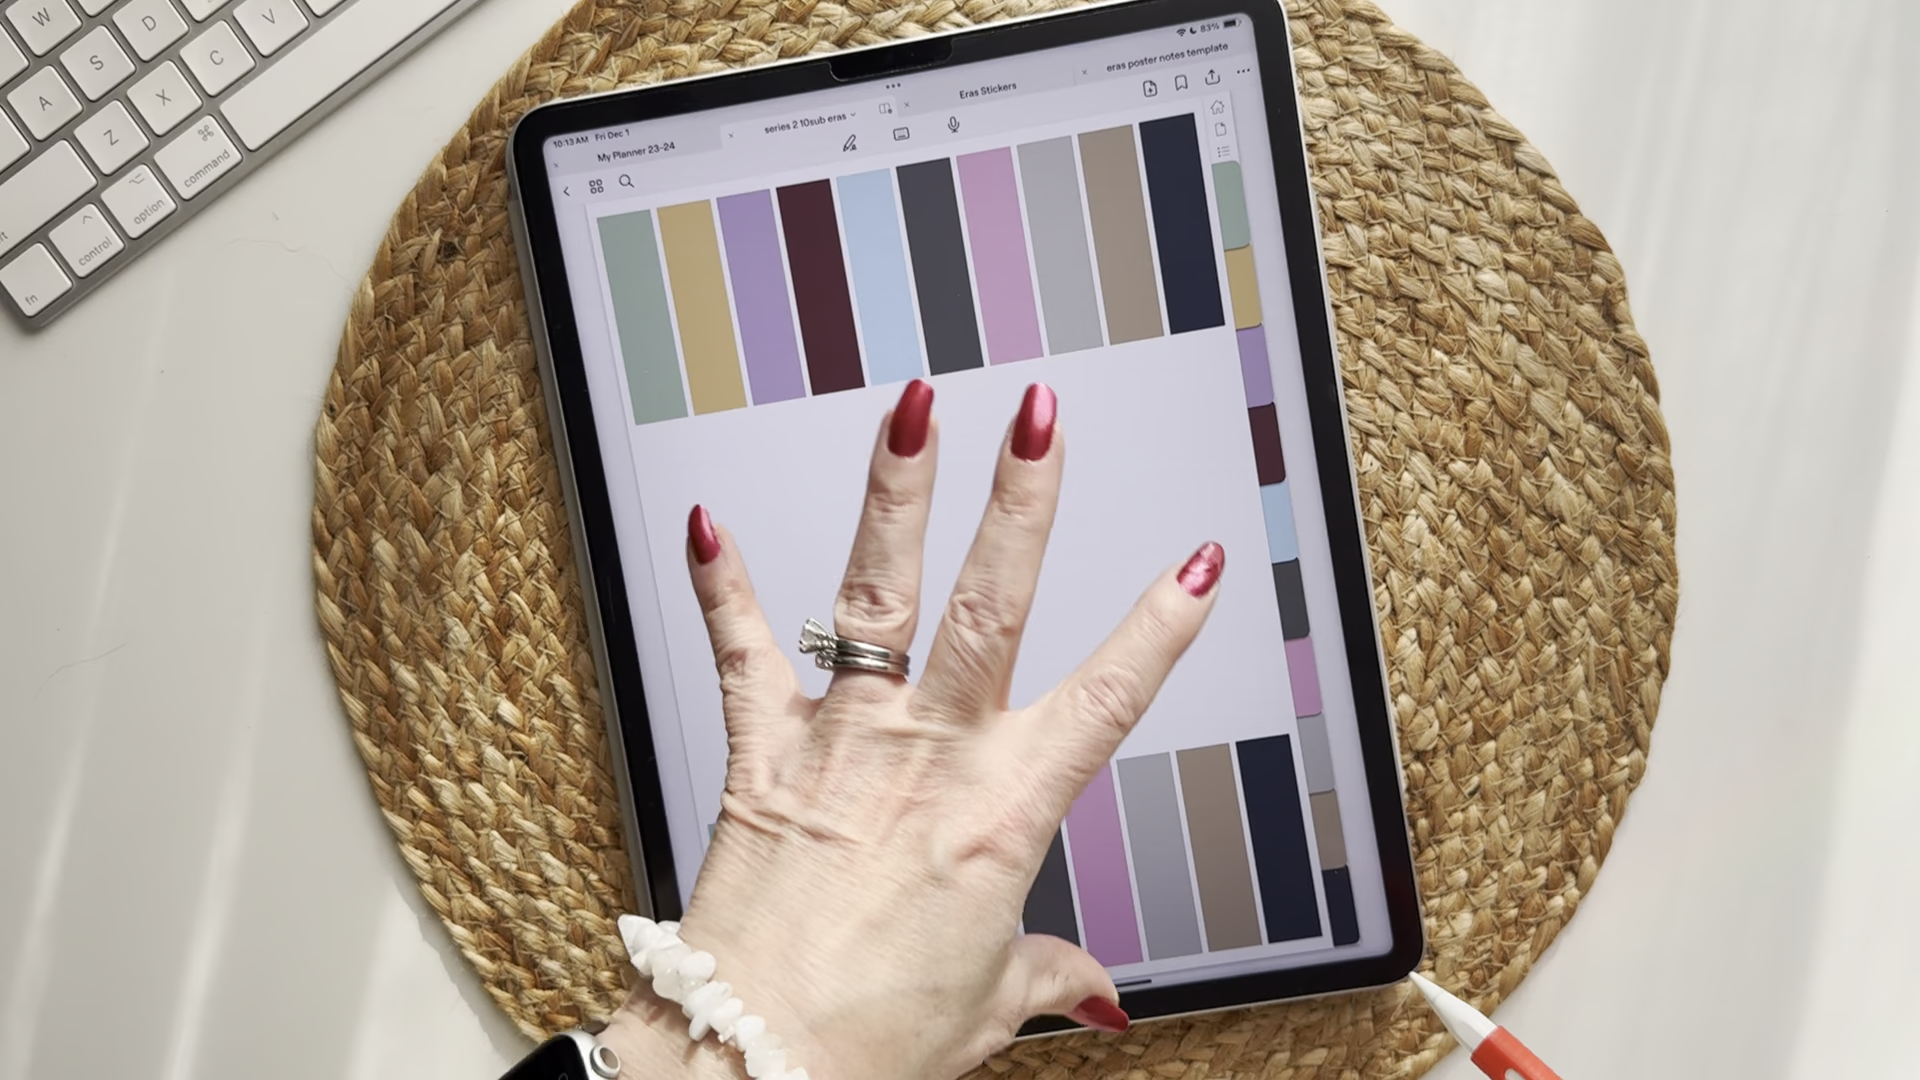 W
D
V
S
C
A
X
Z
⌘
command
⌥
option
^
control
fn
10:13 AM Fri Dec 1
83%
My Planner 23-24
series 2 10sub eras
Eras Stickers
eras poster notes template